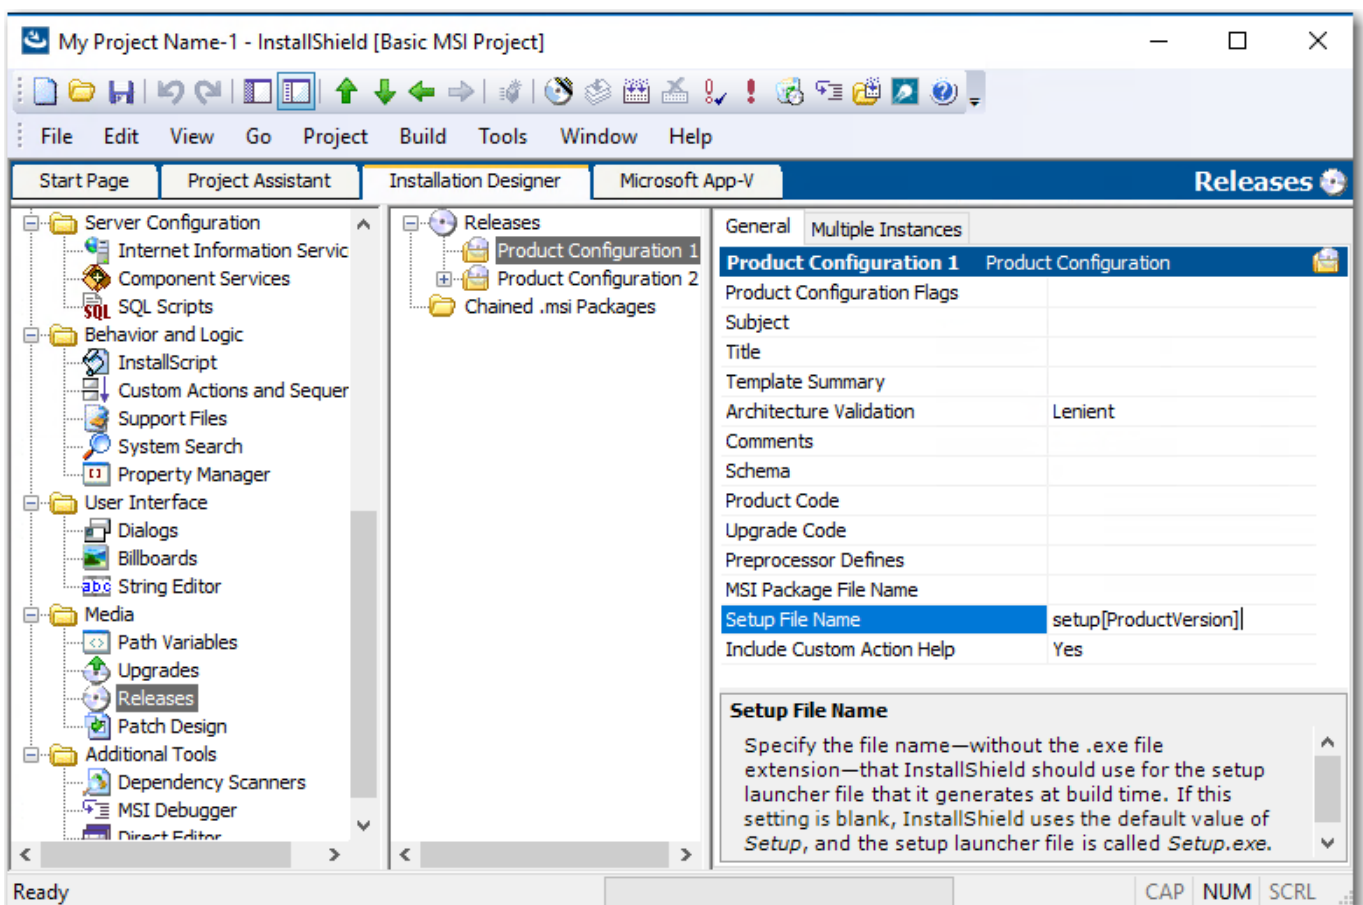 My Project Name-1 - InstallShield [Basic MSI Project]
File Edit View Go Project Build Tools Window Help
Start Page Project Assistant Installation Designer Microsoft App-V Releases
Server Configuration
Internet Information Servic
Component Services
SQL
SQL Scripts
Behavior and Logic
InstallScript
Custom Actions and Sequer
Support Files
System Search
Property Manager
User Interface
Dialogs
Billboards
abc String Editor
Media
Path Variables
Upgrades
Releases
Patch Design
Additional Tools
Dependency Scanners
MSI Debugger
Direct Editor
Releases
Product Configuration 1
Product Configuration 2
Chained .msi Packages
General Multiple Instances
Product Configuration 1 Product Configuration
Product Configuration Flags
Subject
Title
Template Summary
Architecture Validation Lenient
Comments
Schema
Product Code
Upgrade Code
Preprocessor Defines
MSI Package File Name
Setup File Name setup[ProductVersion]
Include Custom Action Help Yes
Setup File Name
Specify the file name—without the .exe file
extension—that InstallShield should use for the setup
launcher file that it generates at build time. If this
setting is blank, InstallShield uses the default value of
Setup, and the setup launcher file is called Setup.exe.
Ready CAP NUM SCRL